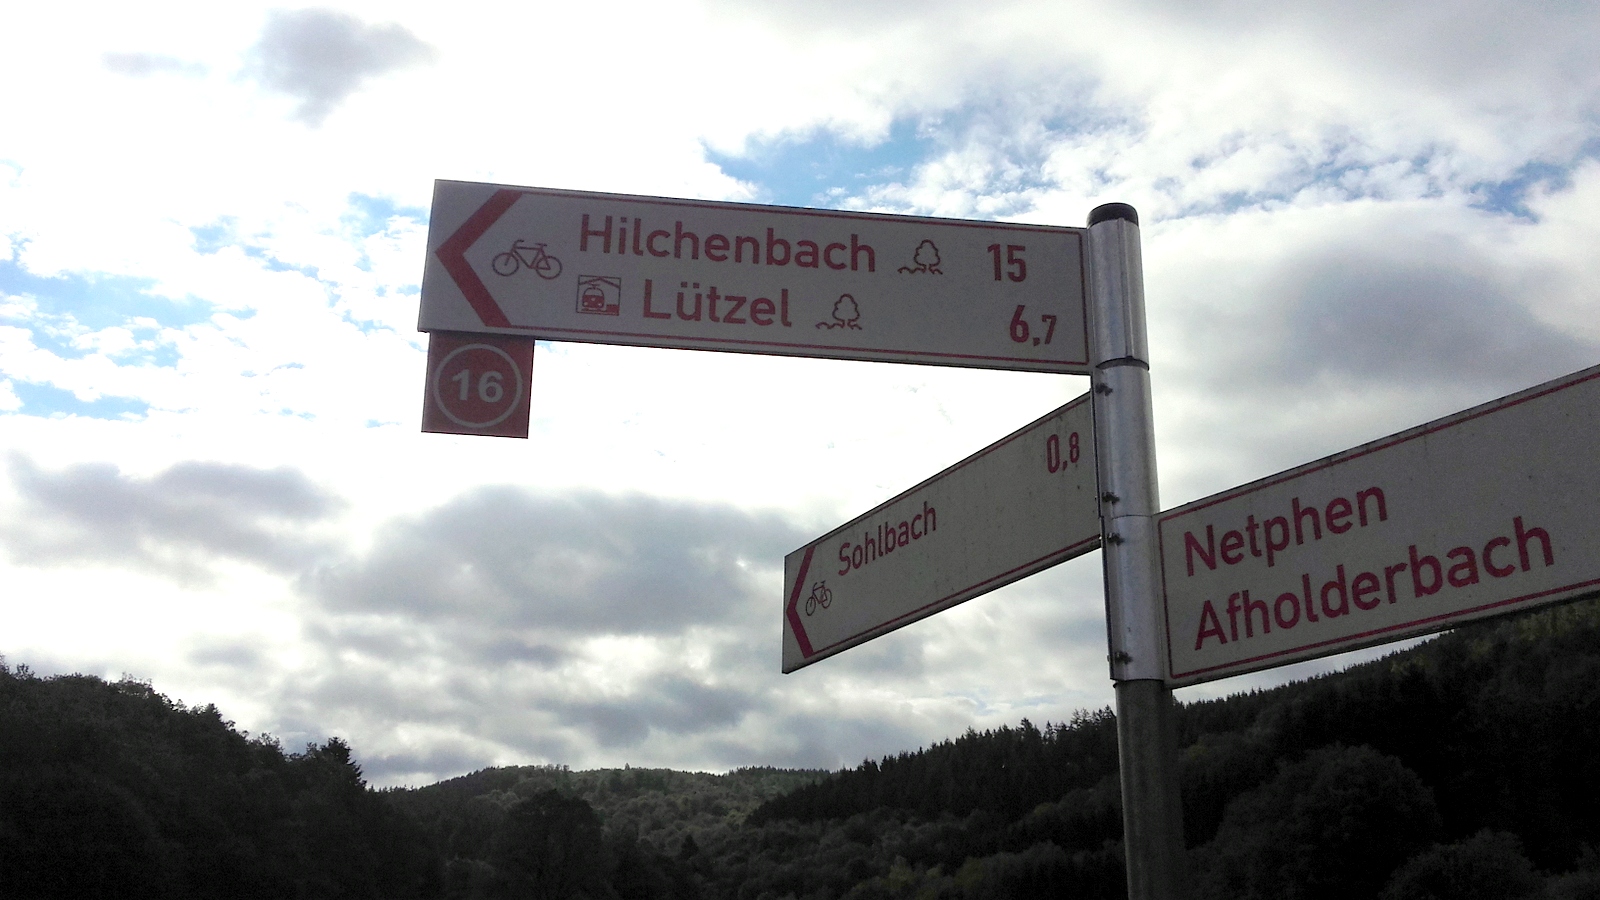 Hilchenbach 15
Lützel 6,7
16
Sohlbach 0,8
Netphen
Afholderbach